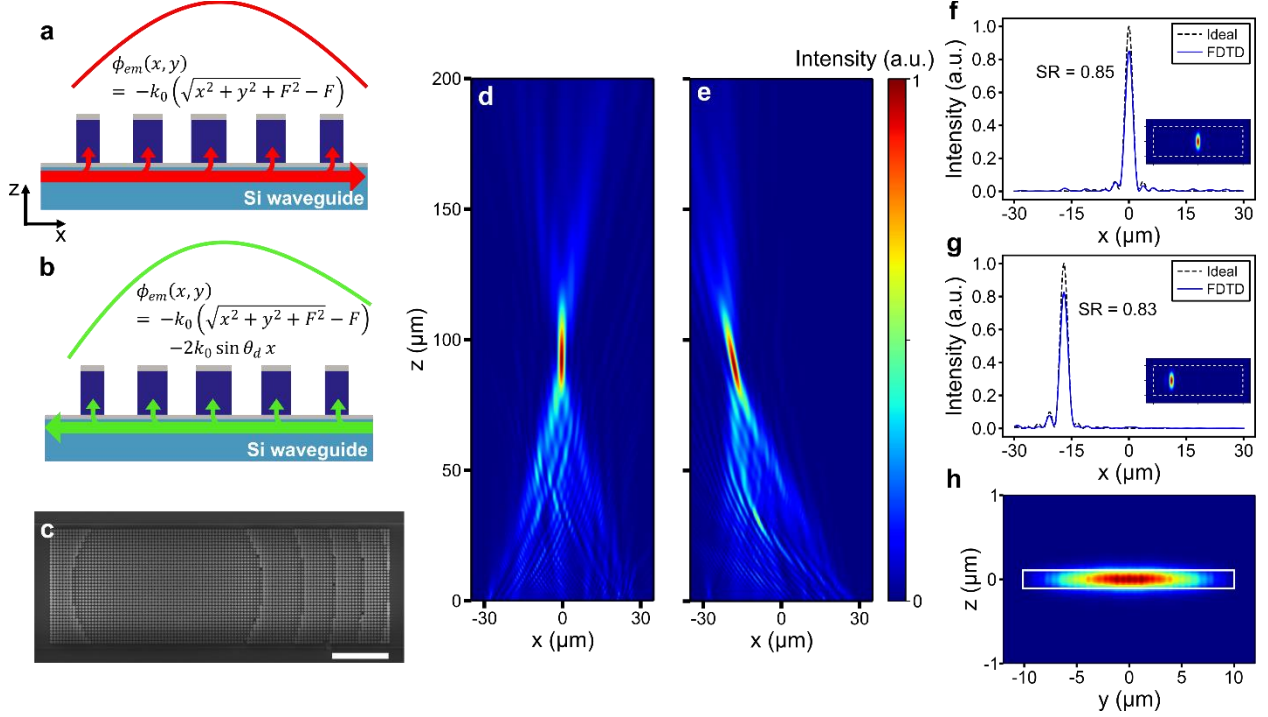 a
ϕ_em(x, y)
= −k₀(√(x² + y² + F²) − F)
Si waveguide
z
x
b
ϕ_em(x, y)
= −k₀(√(x² + y² + F²) − F)
−2k₀ sin θ_d x
Si waveguide
c
Intensity (a.u.)
1
0
d
200
150
100
50
0
z (μm)
-30 0 30
x (μm)
e
-30 0 30
x (μm)
f
Ideal
FDTD
SR = 0.85
1.0
0.8
0.6
0.4
0.2
0.0
Intensity (a.u.)
-30 -15 0 15 30
x (μm)
g
Ideal
FDTD
SR = 0.83
1.0
0.8
0.6
0.4
0.2
0.0
Intensity (a.u.)
-30 -15 0 15 30
x (μm)
h
1
0
-1
z (μm)
-10 -5 0 5 10
y (μm)